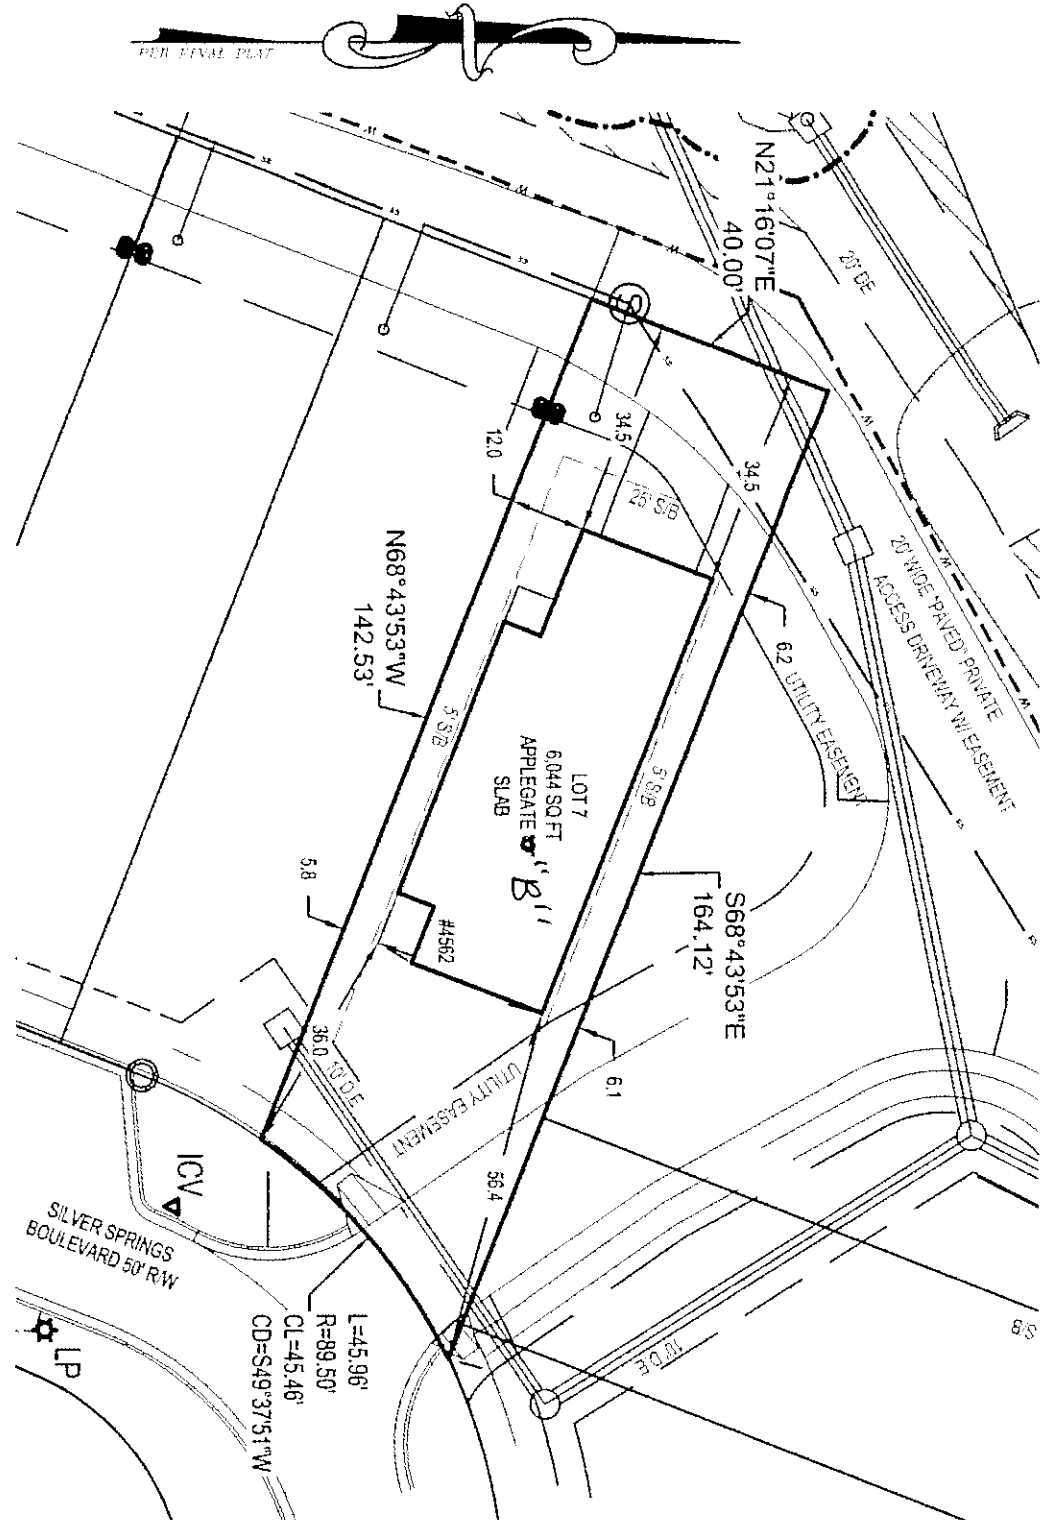 PER FINAL PLAT
N21°16'07"E
40.00'
20' DE
34.5
34.5
12.0
25' S/B
N68°43'53"W
142.53'
6.2 UTILITY EASEMENT
20' WIDE "PAVED" PRIVATE
ACCESS DRIVEWAY W/ EASEMENT
5' S/B
5' S/B
LOT 7
6,044 SQ FT
APPLEGATE "B"
SLAB
#4562
5.8
S68°43'53"E
164.12'
6.1
36.0
10' D.E
UTILITY EASEMENT
56.4
ICV
SILVER SPRINGS
BOULEVARD 50' R/W
LP
L=45.96'
R=89.50'
CL=45.46'
CD=S49°37'51"W
10' D.E
S/B
W
W
W
W
W